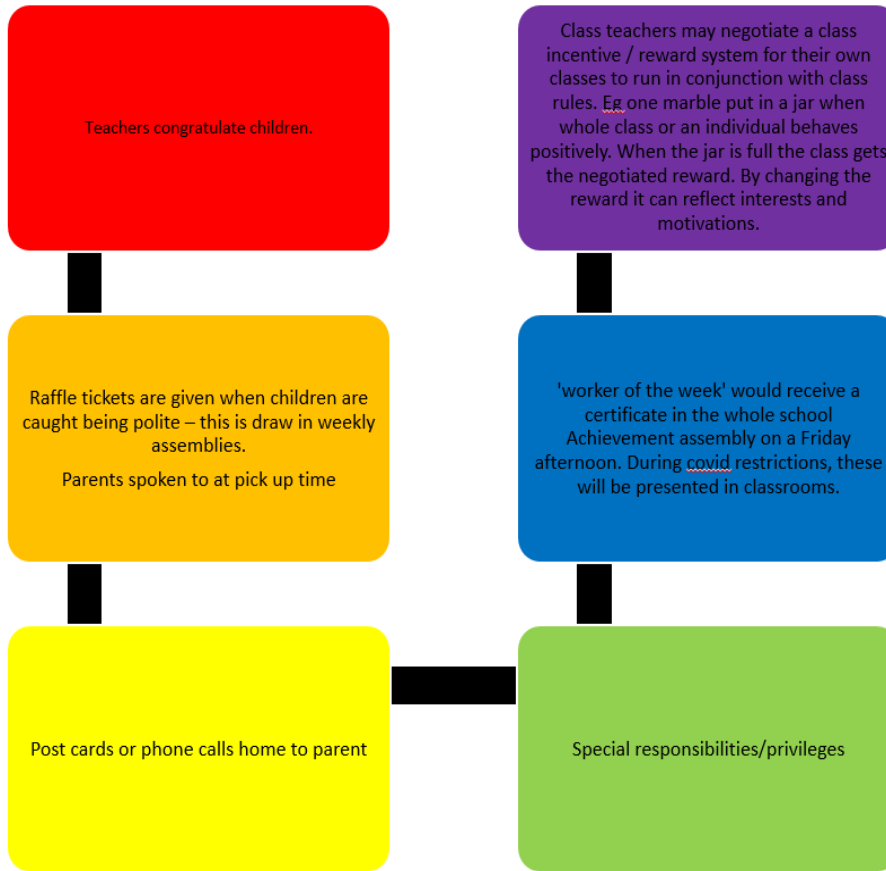 Teachers congratulate children.
Raffle tickets are given when children are
caught being polite – this is draw in weekly
assemblies.
Parents spoken to at pick up time
Post cards or phone calls home to parent
Special responsibilities/privileges
'worker of the week' would receive a
certificate in the whole school
Achievement assembly on a Friday
afternoon. During covid restrictions, these
will be presented in classrooms.
Class teachers may negotiate a class
incentive / reward system for their own
classes to run in conjunction with class
rules. Eg one marble put in a jar when
whole class or an individual behaves
positively. When the jar is full the class gets
the negotiated reward. By changing the
reward it can reflect interests and
motivations.